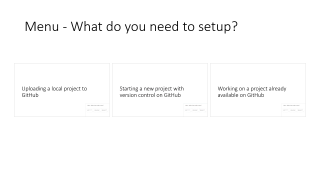 Menu - What do you need to setup?
Uploading a local project to
GitHub
Starting a new project with
version control on GitHub
Working on a project already
available on GitHub